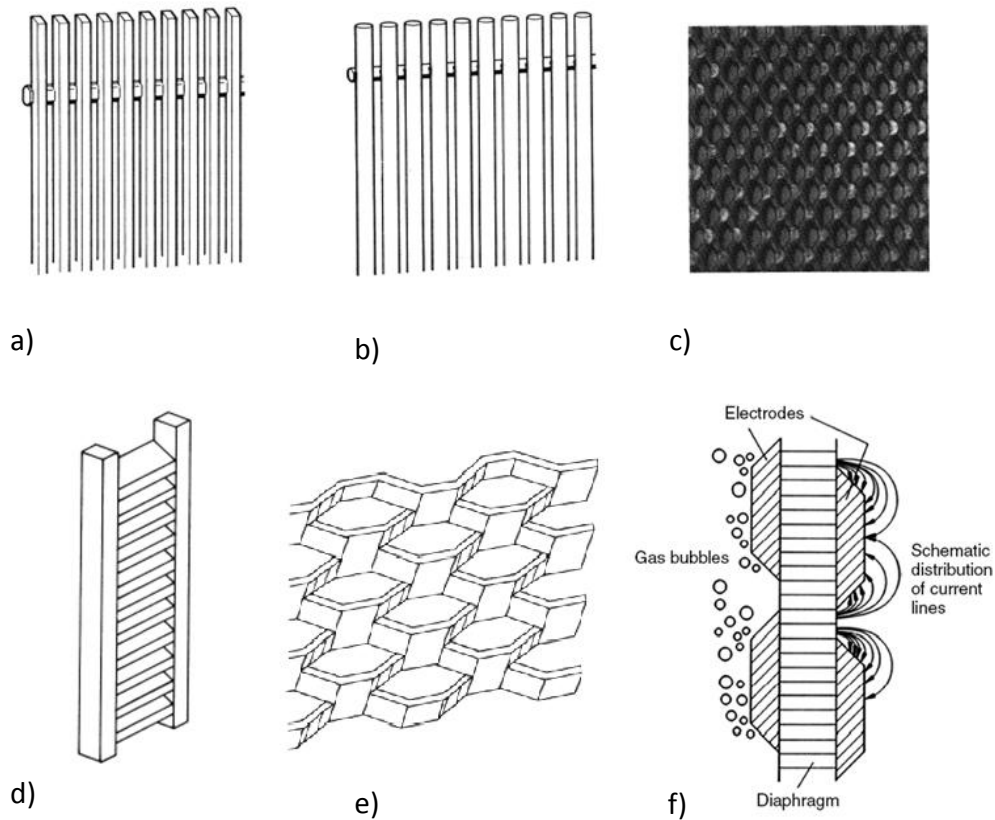 a)
b)
c)
Electrodes
Gas bubbles
Schematic
distribution
of current
lines
Diaphragm
d)
e)
f)